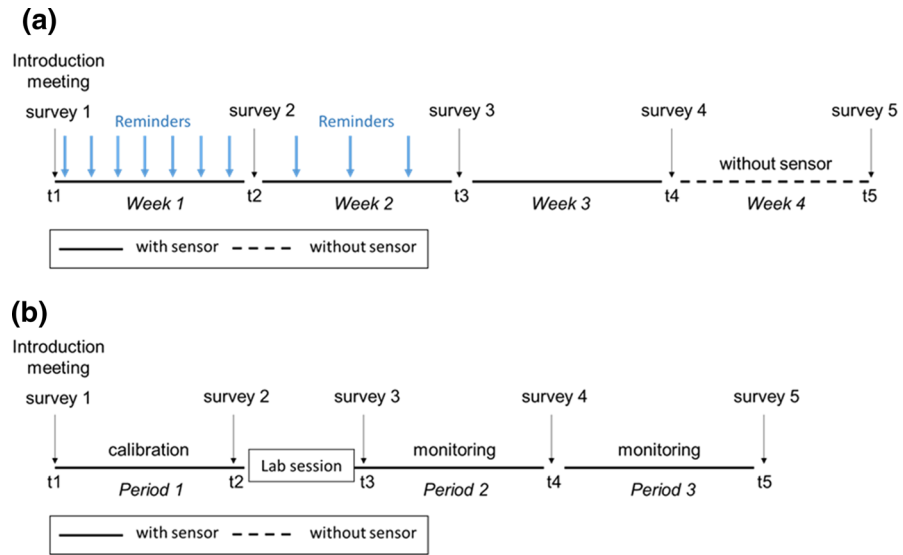 (a)
Introduction
meeting
survey 1
Reminders
survey 2
Reminders
survey 3
survey 4
survey 5
without sensor
t1
Week 1
t2
Week 2
t3
Week 3
t4
Week 4
t5
with sensor
without sensor
(b)
Introduction
meeting
survey 1
survey 2
survey 3
survey 4
survey 5
calibration
Lab session
monitoring
monitoring
t1
Period 1
t2
t3
Period 2
t4
Period 3
t5
with sensor
without sensor